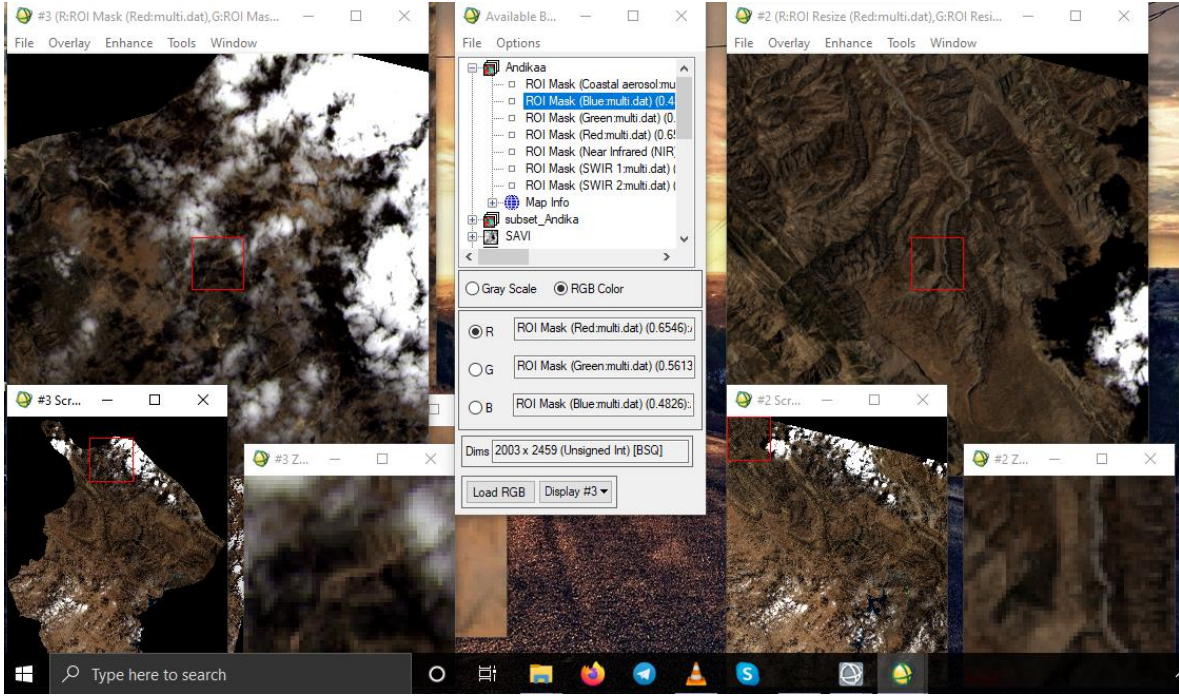 #3 (R:ROI Mask (Red:multi.dat),G:ROI Mas...
File Overlay Enhance Tools Window
Available B...
File Options
Andikaa
ROI Mask (Coastal aerosol:mu
ROI Mask (Blue:multi.dat) (0.4
ROI Mask (Green:multi.dat) (0.
ROI Mask (Red:multi.dat) (0.65
ROI Mask (Near Infrared (NIR)
ROI Mask (SWIR 1:multi.dat) (
ROI Mask (SWIR 2:multi.dat) (
Map Info
subset_Andika
SAVI
Gray Scale RGB Color
R ROI Mask (Red:multi.dat) (0.6546):
G ROI Mask (Green:multi.dat) (0.5613
B ROI Mask (Blue:multi.dat) (0.4826):
Dims 2003 x 2459 (Unsigned Int) [BSQ]
Load RGB Display #3
#2 (R:ROI Resize (Red:multi.dat),G:ROI Resi...
File Overlay Enhance Tools Window
#3 Scr...
#3 Z...
#2 Scr...
#2 Z...
Type here to search